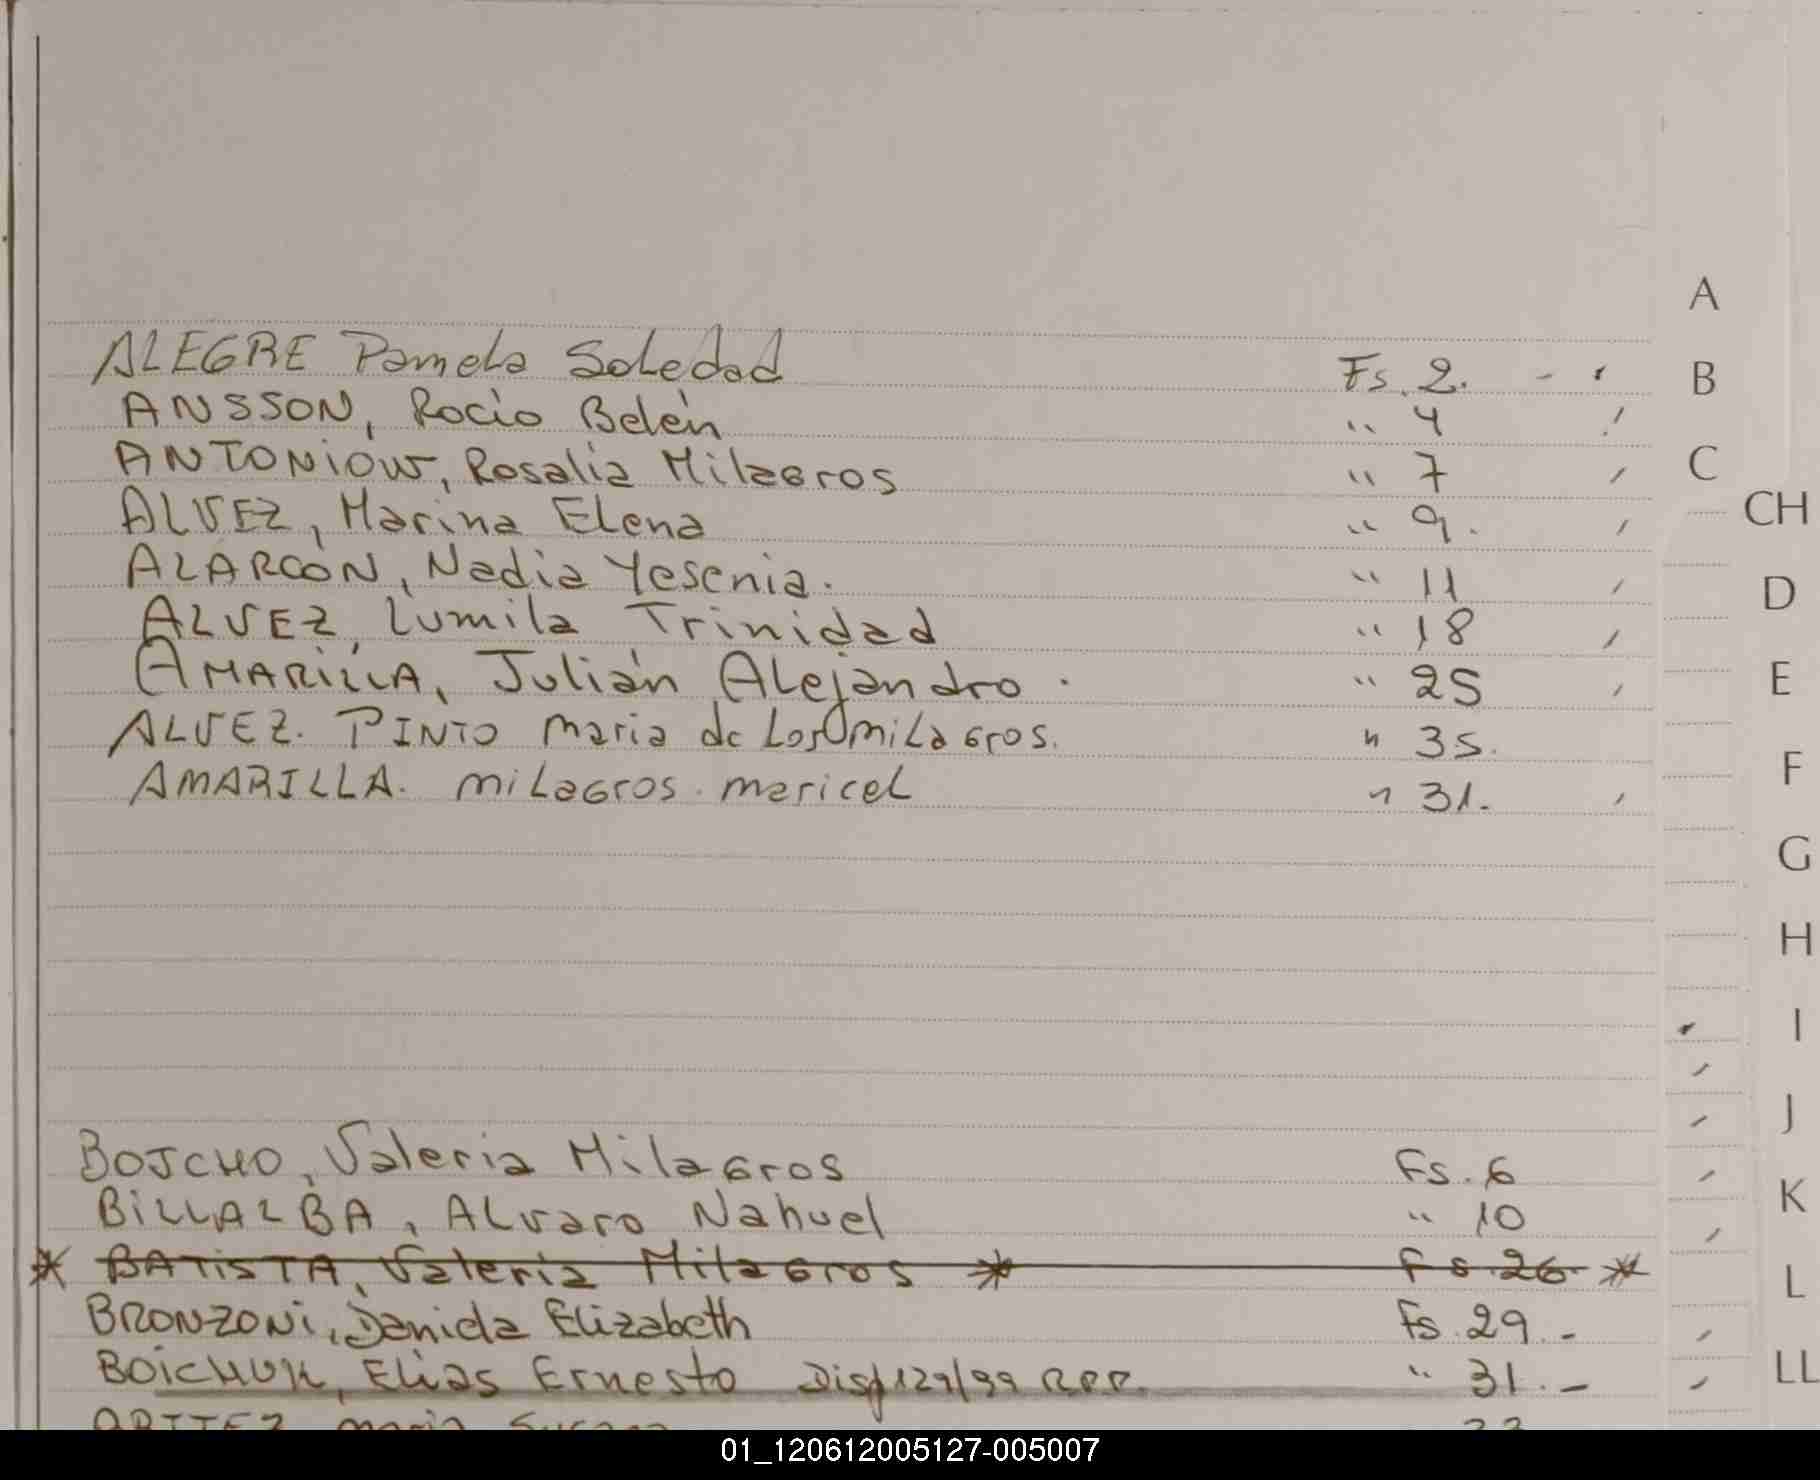 A
ALEGRE Pamela Soledad Fs. 2. - '
B
ANSSON, Rocio Belén " 4 '
ANTONIOW, Rosalia Milagros " 7 '
C
CH
ALVEZ, Marina Elena " 9. '
ALARCÓN, Nadia Yesenia. " 11 '
D
ALVEZ, Lumila Trinidad " 18 '
AMARILLA, Julián Alejandro. " 25 '
E
ALVEZ. PINTO maria de Los milagros. " 35.
F
AMARILLA. milagros. maricel " 31. '
G
H
I
J
BOJCHO, Valeria Milagros Fs. 6
K
BILLALBA, Alvaro Nahuel " 10
* BATISTA, Valeria Milagros * Fs. 26. *
L
BRONZONI, Daniela Elizabeth Fs. 29. -
BOICHUK, Elias Ernesto Disp 129/99 R.P.P. " 31. -
LL
01_120612005127-005007